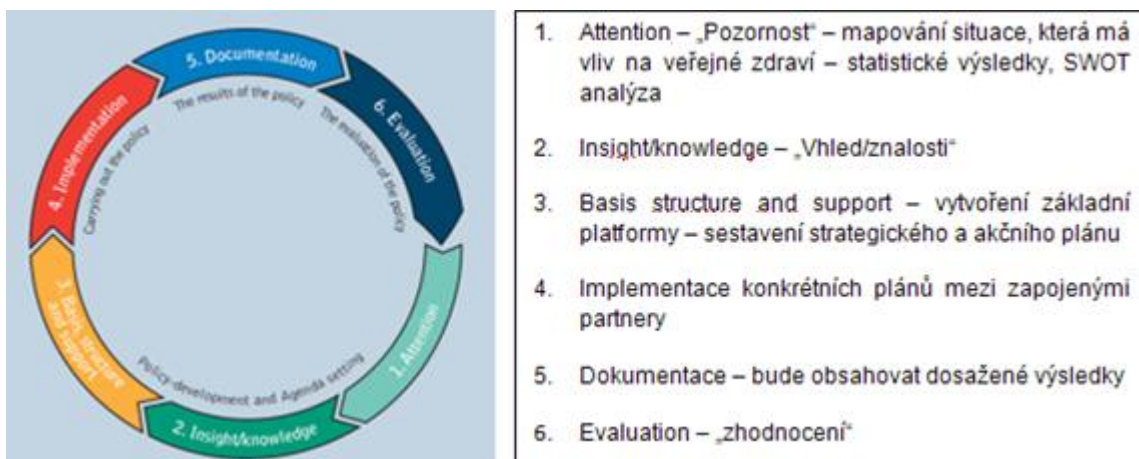 5. Documentation
The results of the policy
6. Evaluation
The evaluation of the policy
1. Attention
Policy-development and Agenda setting
2. Insight/knowledge
3. Basis, structure
and support
4. Implementation
Carrying out the policy
1. Attention – „Pozornost“ – mapování situace, která má
vliv na veřejné zdraví – statistické výsledky, SWOT
analýza
2. Insight/knowledge – „Vhled/znalosti“
3. Basis structure and support – vytvoření základní
platformy – sestavení strategického a akčního plánu
4. Implementace konkrétních plánů mezi zapojenými
partnery
5. Dokumentace – bude obsahovat dosažené výsledky
6. Evaluation – „zhodnocení“